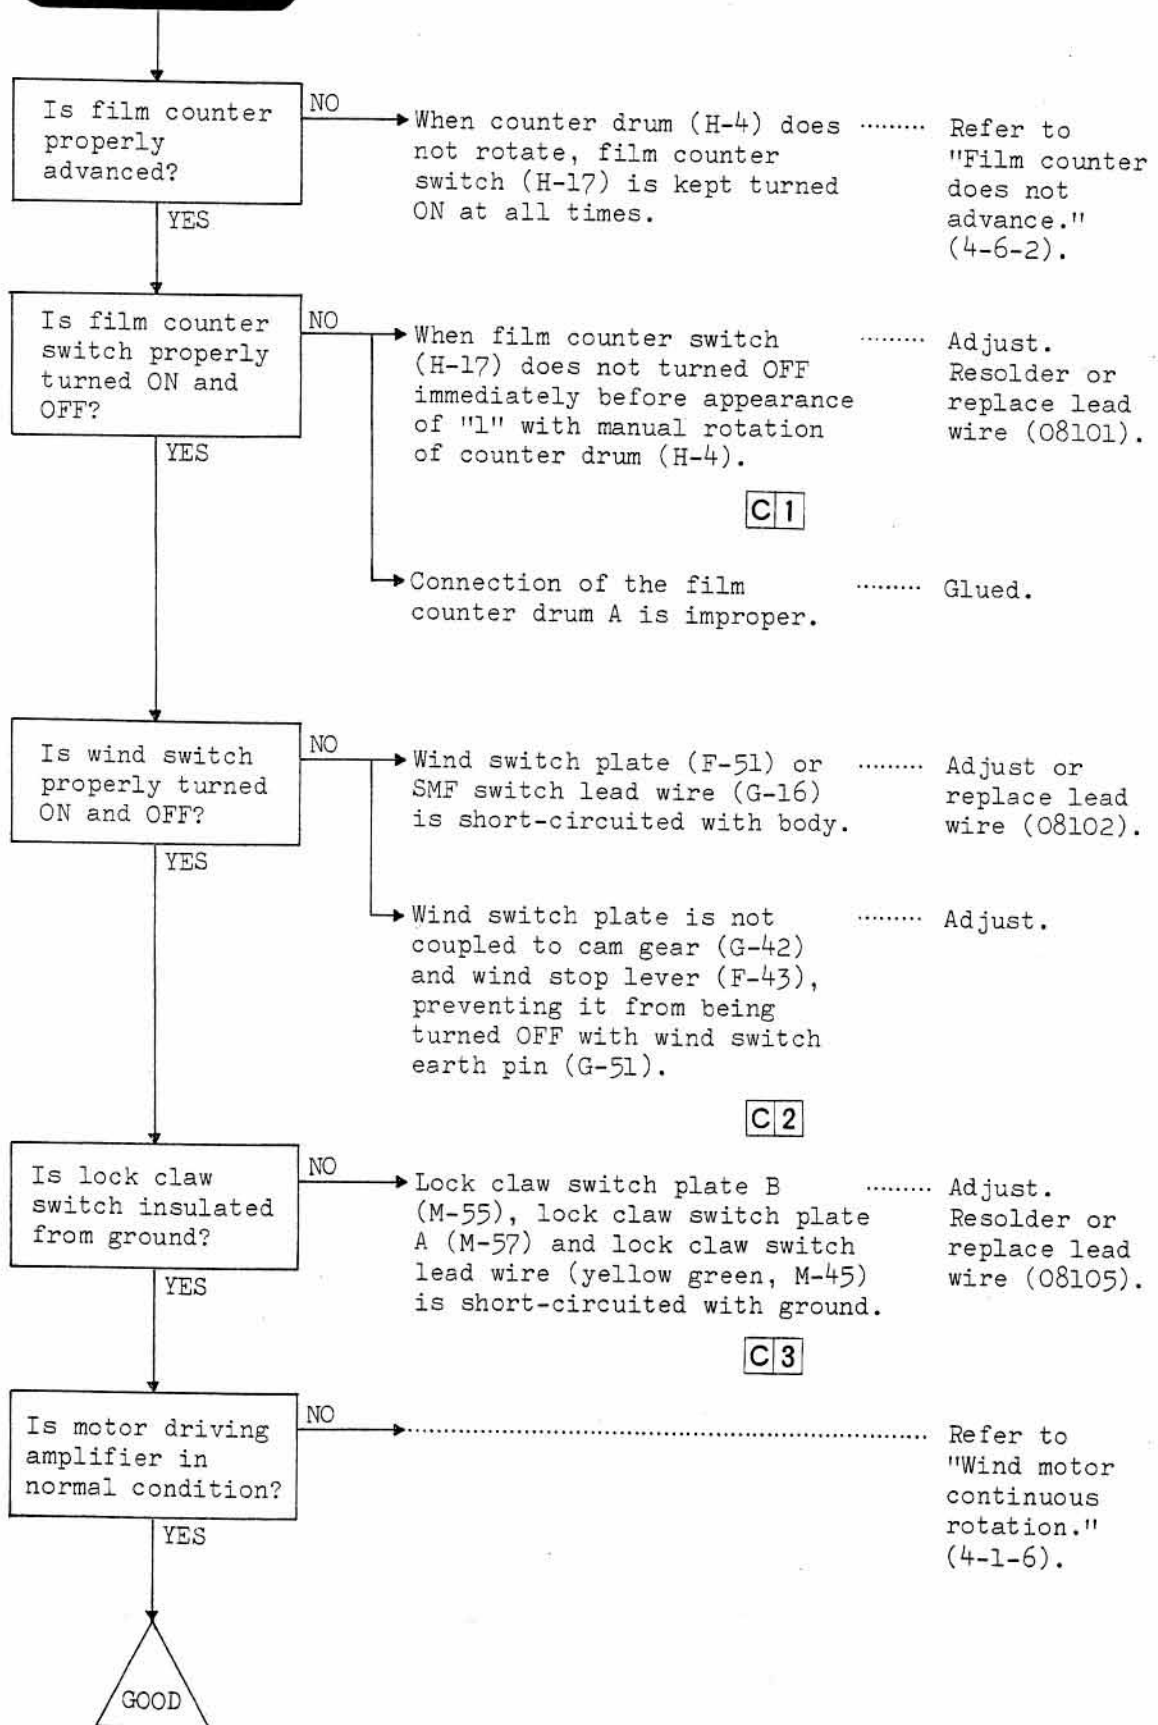 Is film counter
properly
advanced?
NO
When counter drum (H-4) does
not rotate, film counter
switch (H-17) is kept turned
ON at all times.
......... Refer to
"Film counter
does not
advance."
(4-6-2).
YES
Is film counter
switch properly
turned ON and
OFF?
NO
When film counter switch
(H-17) does not turned OFF
immediately before appearance
of "1" with manual rotation
of counter drum (H-4).
......... Adjust.
Resolder or
replace lead
wire (08101).
C 1
YES
Connection of the film
counter drum A is improper.
......... Glued.
Is wind switch
properly turned
ON and OFF?
NO
Wind switch plate (F-51) or
SMF switch lead wire (G-16)
is short-circuited with body.
......... Adjust or
replace lead
wire (08102).
YES
Wind switch plate is not
coupled to cam gear (G-42)
and wind stop lever (F-43),
preventing it from being
turned OFF with wind switch
earth pin (G-51).
......... Adjust.
C 2
Is lock claw
switch insulated
from ground?
NO
Lock claw switch plate B
(M-55), lock claw switch plate
A (M-57) and lock claw switch
lead wire (yellow green, M-45)
is short-circuited with ground.
......... Adjust.
Resolder or
replace lead
wire (08105).
C 3
YES
Is motor driving
amplifier in
normal condition?
NO
Refer to
"Wind motor
continuous
rotation."
(4-1-6).
YES
GOOD